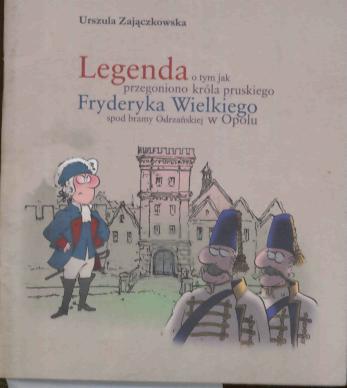 Urszula Zajączkowska
Legenda o tym jak
przegoniono króla pruskiego
Fryderyka Wielkiego
spod bramy Odrzańskiej w Opolu